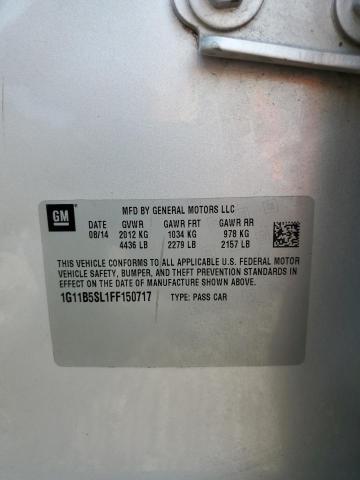 GM
MFD BY GENERAL MOTORS LLC
DATE GVWR GAWR FRT GAWR RR
08/14 2012 KG 1034 KG 978 KG
4436 LB 2279 LB 2157 LB
THIS VEHICLE CONFORMS TO ALL APPLICABLE U.S. FEDERAL MOTOR
VEHICLE SAFETY, BUMPER, AND THEFT PREVENTION STANDARDS IN
EFFECT ON THE DATE OF MANUFACTURE SHOWN ABOVE.
1G11B5SL1FF150717 TYPE: PASS CAR